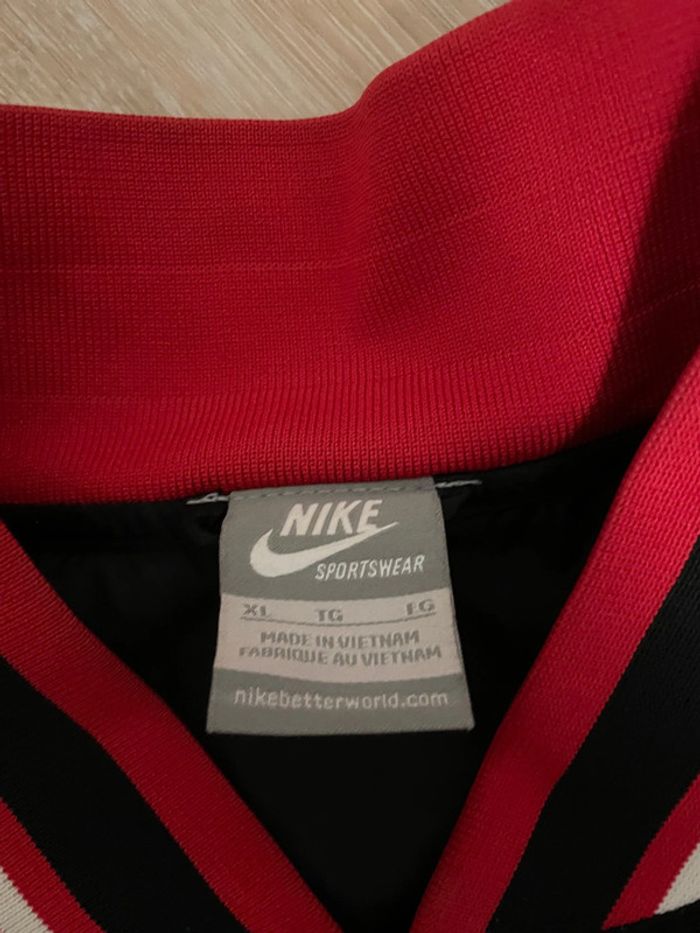 NIKE
SPORTSWEAR
XL TG EG
MADE IN VIETNAM
FABRIQUE AU VIETNAM
nikebetterworld.com